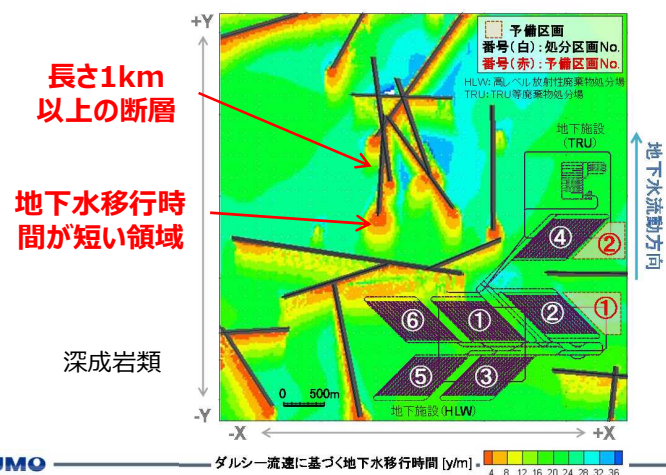 +Y
予備区画
番号(白):処分区画No.
番号(赤):予備区画No.
HLW:高レベル放射性廃棄物処分場
TRU:TRU等廃棄物処分場
長さ1km
以上の断層
地下施設
(TRU)
地下水流動方向
地下水移行時
間が短い領域
④
②
①
⑥
①
②
深成岩類
⑤
③
0 500m
地下施設(HLW)
-Y
-X
+X
UMO
ダルシー流速に基づく地下水移行時間 [y/m]
4 8 12 16 20 24 28 32 36